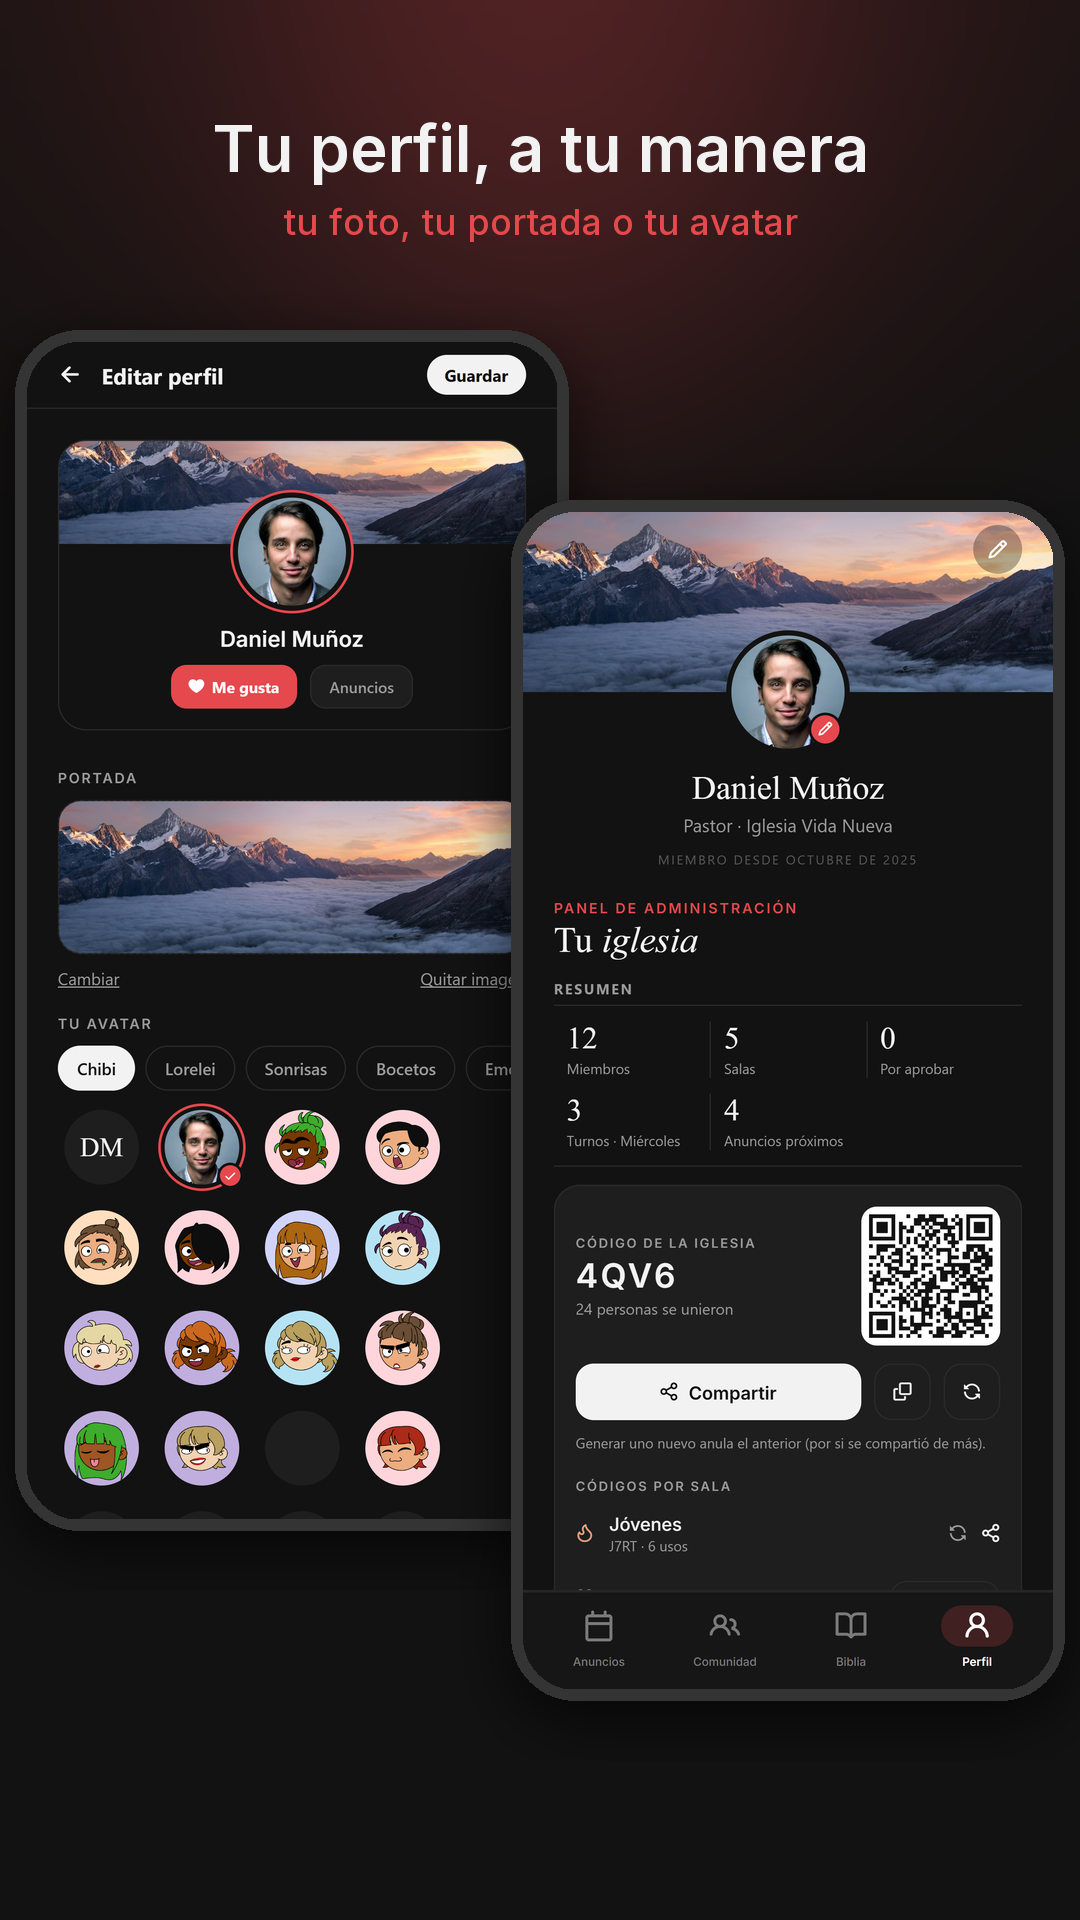 Tu perfil, a tu manera
tu foto, tu portada o tu avatar
Editar perfil
Guardar
Daniel Muñoz
Me gusta
Anuncios
PORTADA
Cambiar
Quitar image
TU AVATAR
Chibi
Lorelei
Sonrisas
Bocetos
Emo
DM
Daniel Muñoz
Pastor · Iglesia Vida Nueva
MIEMBRO DESDE OCTUBRE DE 2025
PANEL DE ADMINISTRACIÓN
Tu iglesia
RESUMEN
12
Miembros
5
Salas
0
Por aprobar
3
Turnos · Miércoles
4
Anuncios próximos
CÓDIGO DE LA IGLESIA
4QV6
24 personas se unieron
Compartir
Generar uno nuevo anula el anterior (por si se compartió de más).
CÓDIGOS POR SALA
Jóvenes
J7RT · 6 usos
Anuncios
Comunidad
Biblia
Perfil